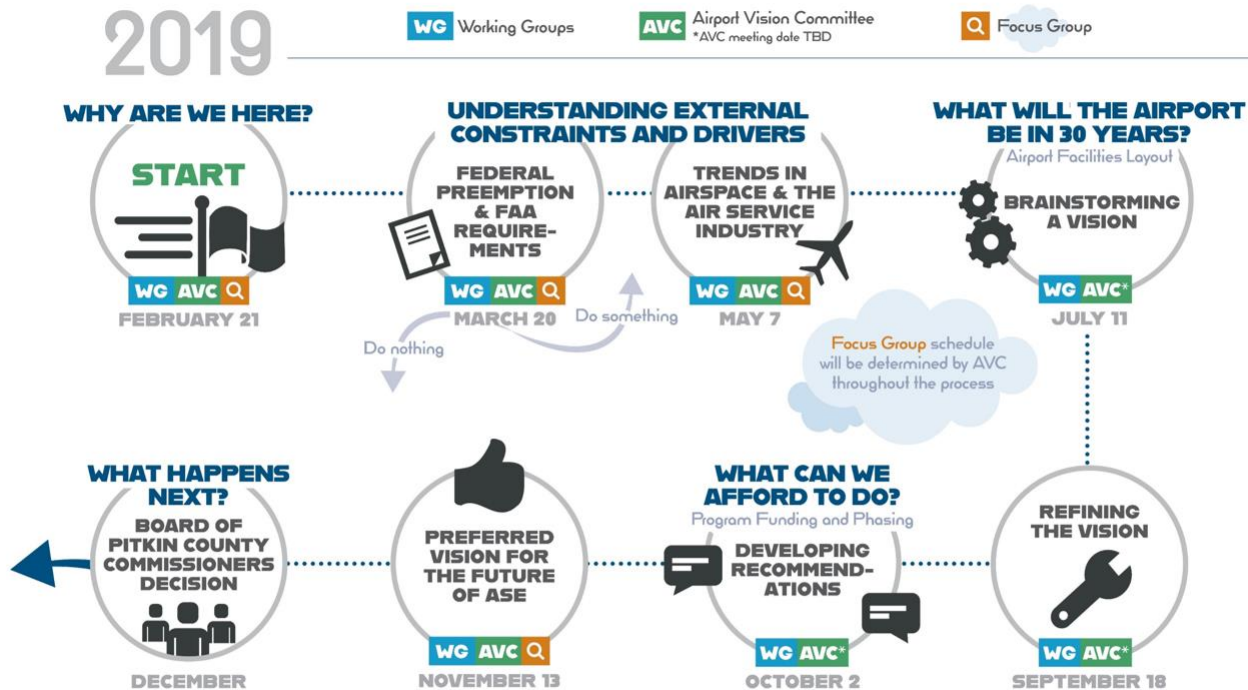 2019
WG Working Groups
AVC Airport Vision Committee
*AVC meeting date TBD
Focus Group
WHY ARE WE HERE?
START
WG AVC
FEBRUARY 21
UNDERSTANDING EXTERNAL
CONSTRAINTS AND DRIVERS
FEDERAL
PREEMPTION
& FAA
REQUIRE-
MENTS
WG AVC
MARCH 20
Do nothing
Do something
TRENDS IN
AIRSPACE & THE
AIR SERVICE
INDUSTRY
WG AVC
MAY 7
WHAT WILL THE AIRPORT
BE IN 30 YEARS?
Airport Facilities Layout
BRAINSTORMING
A VISION
WG AVC*
JULY 11
Focus Group schedule
will be determined by AVC
throughout the process
REFINING
THE VISION
WG AVC*
SEPTEMBER 18
WHAT CAN WE
AFFORD TO DO?
Program Funding and Phasing
DEVELOPING
RECOMMEND-
ATIONS
WG AVC*
OCTOBER 2
PREFERRED
VISION FOR
THE FUTURE
OF ASE
WG AVC
NOVEMBER 13
WHAT HAPPENS
NEXT?
BOARD OF
PITKIN COUNTY
COMMISSIONERS
DECISION
DECEMBER